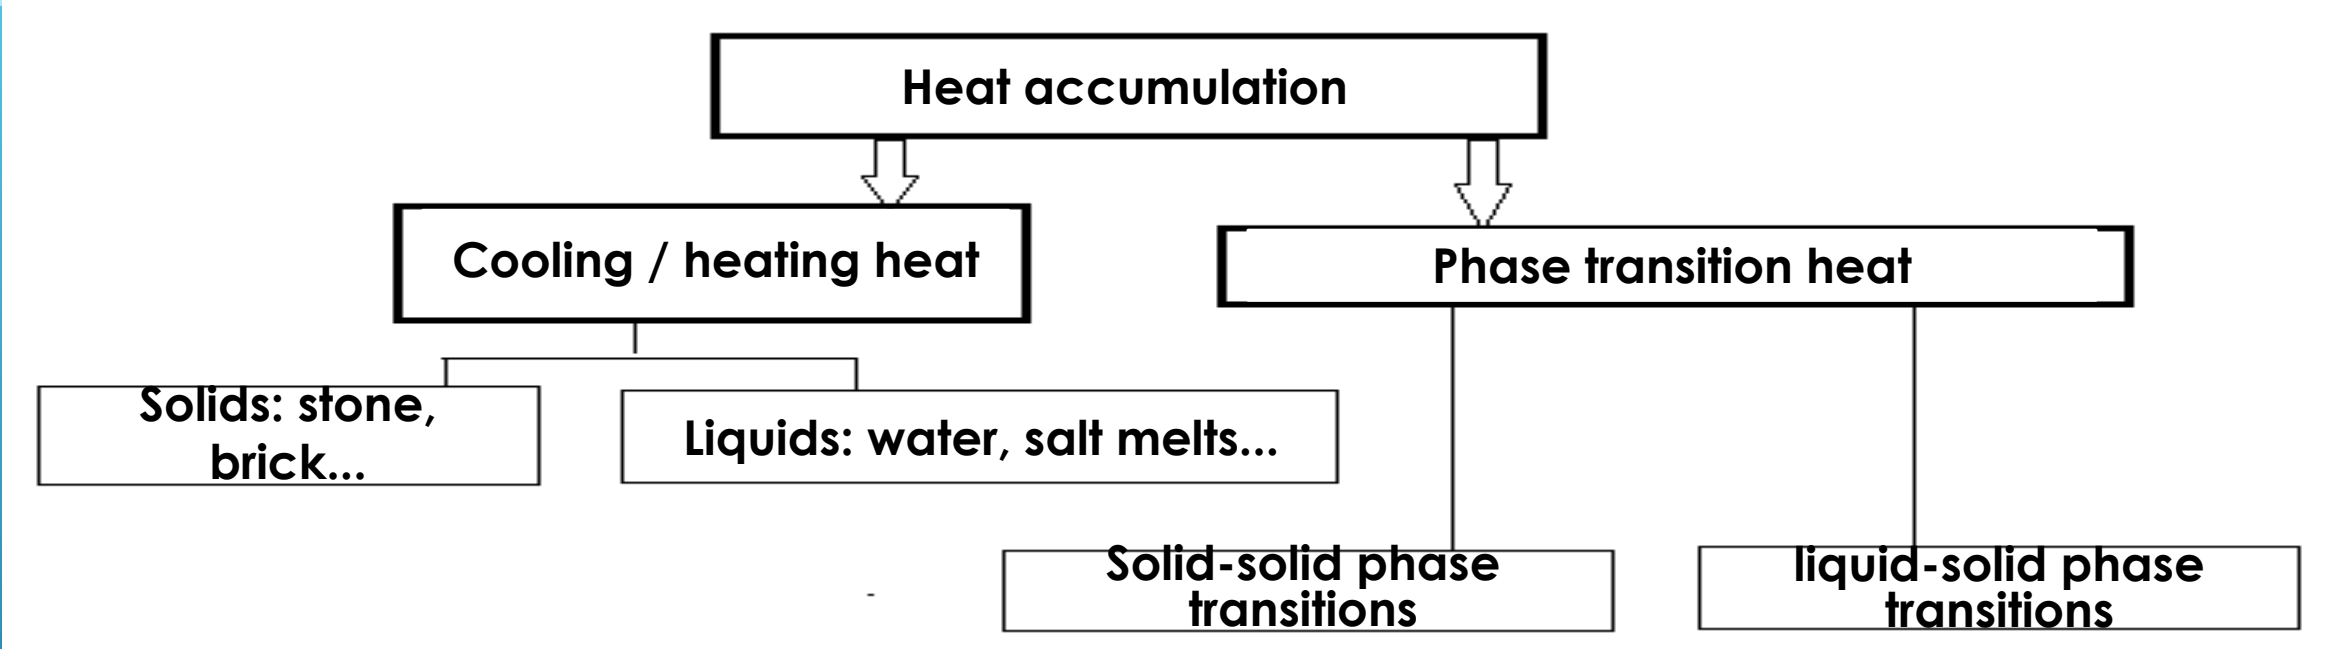 Heat accumulation
Cooling / heating heat
Phase transition heat
Solids: stone,
brick...
Liquids: water, salt melts...
Solid-solid phase
transitions
liquid-solid phase
transitions